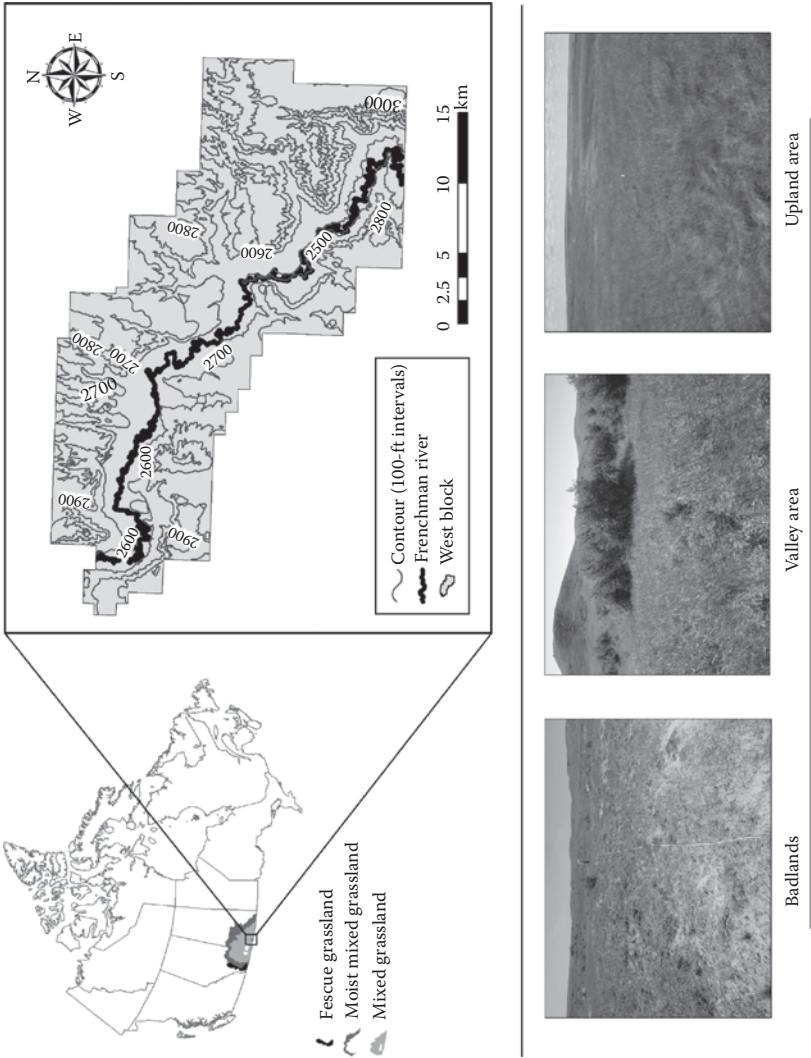 N
W
E
S
2900
2600
2900
2700
2800
2700
2600
2700
2800
2600
2500
2800
3000
0
2.5
5
10
15
km
Contour (100-ft intervals)
Frenchman river
West block
Fescue grassland
Moist mixed grassland
Mixed grassland
Badlands
Valley area
Upland area